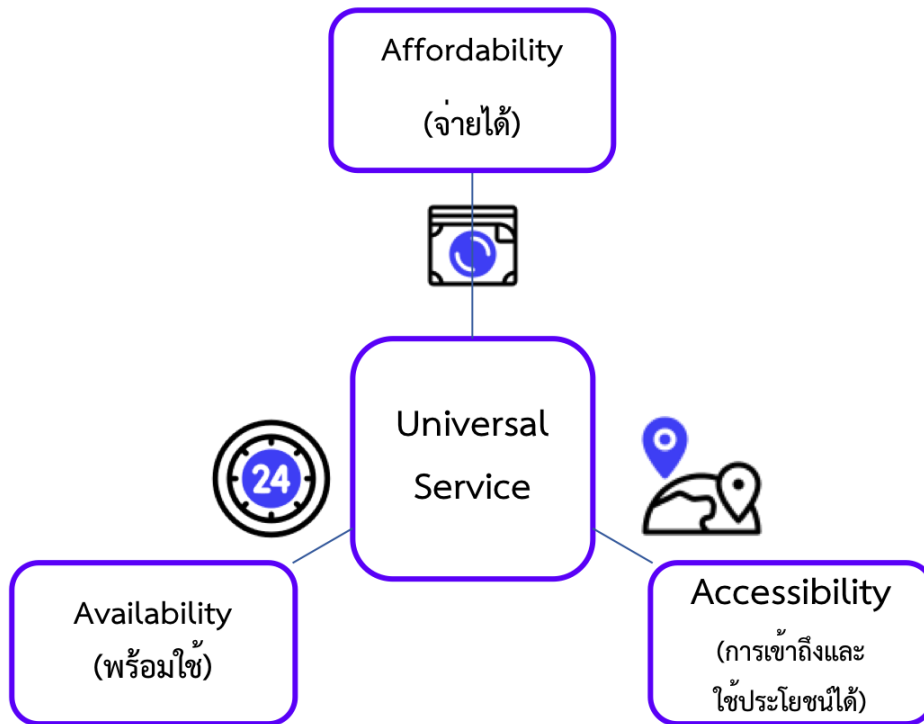 Affordability
(จ่ายได้)
Universal
Service
24
Availability
(พร้อมใช้)
Accessibility
(การเข้าถึงและ
ใช้ประโยชน์ได้)